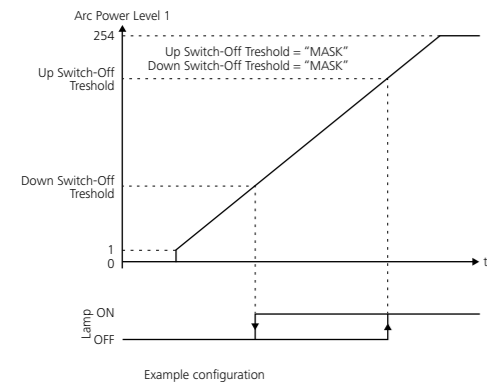 Arc Power Level 1
254
Up Switch-Off Treshold = “MASK”
Down Switch-Off Treshold = “MASK”
Up Switch-Off
Treshold
Down Switch-Off
Treshold
1
0
t
Lamp
ON
OFF
Example configuration